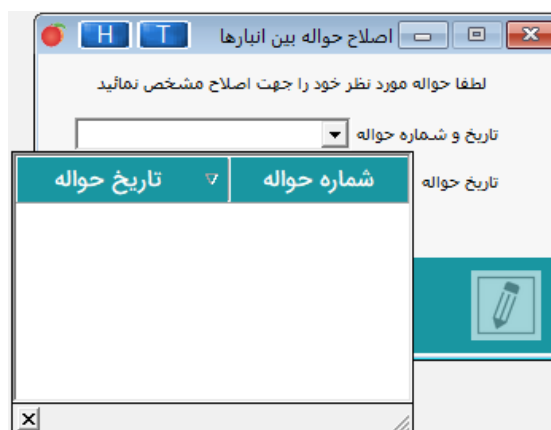 اصلاح حواله بین انبارها T H
لطفا حواله مورد نظر خود را جهت اصلاح مشخص نمائید
تاریخ و شماره حواله
شماره حواله تاریخ حواله
تاریخ حواله